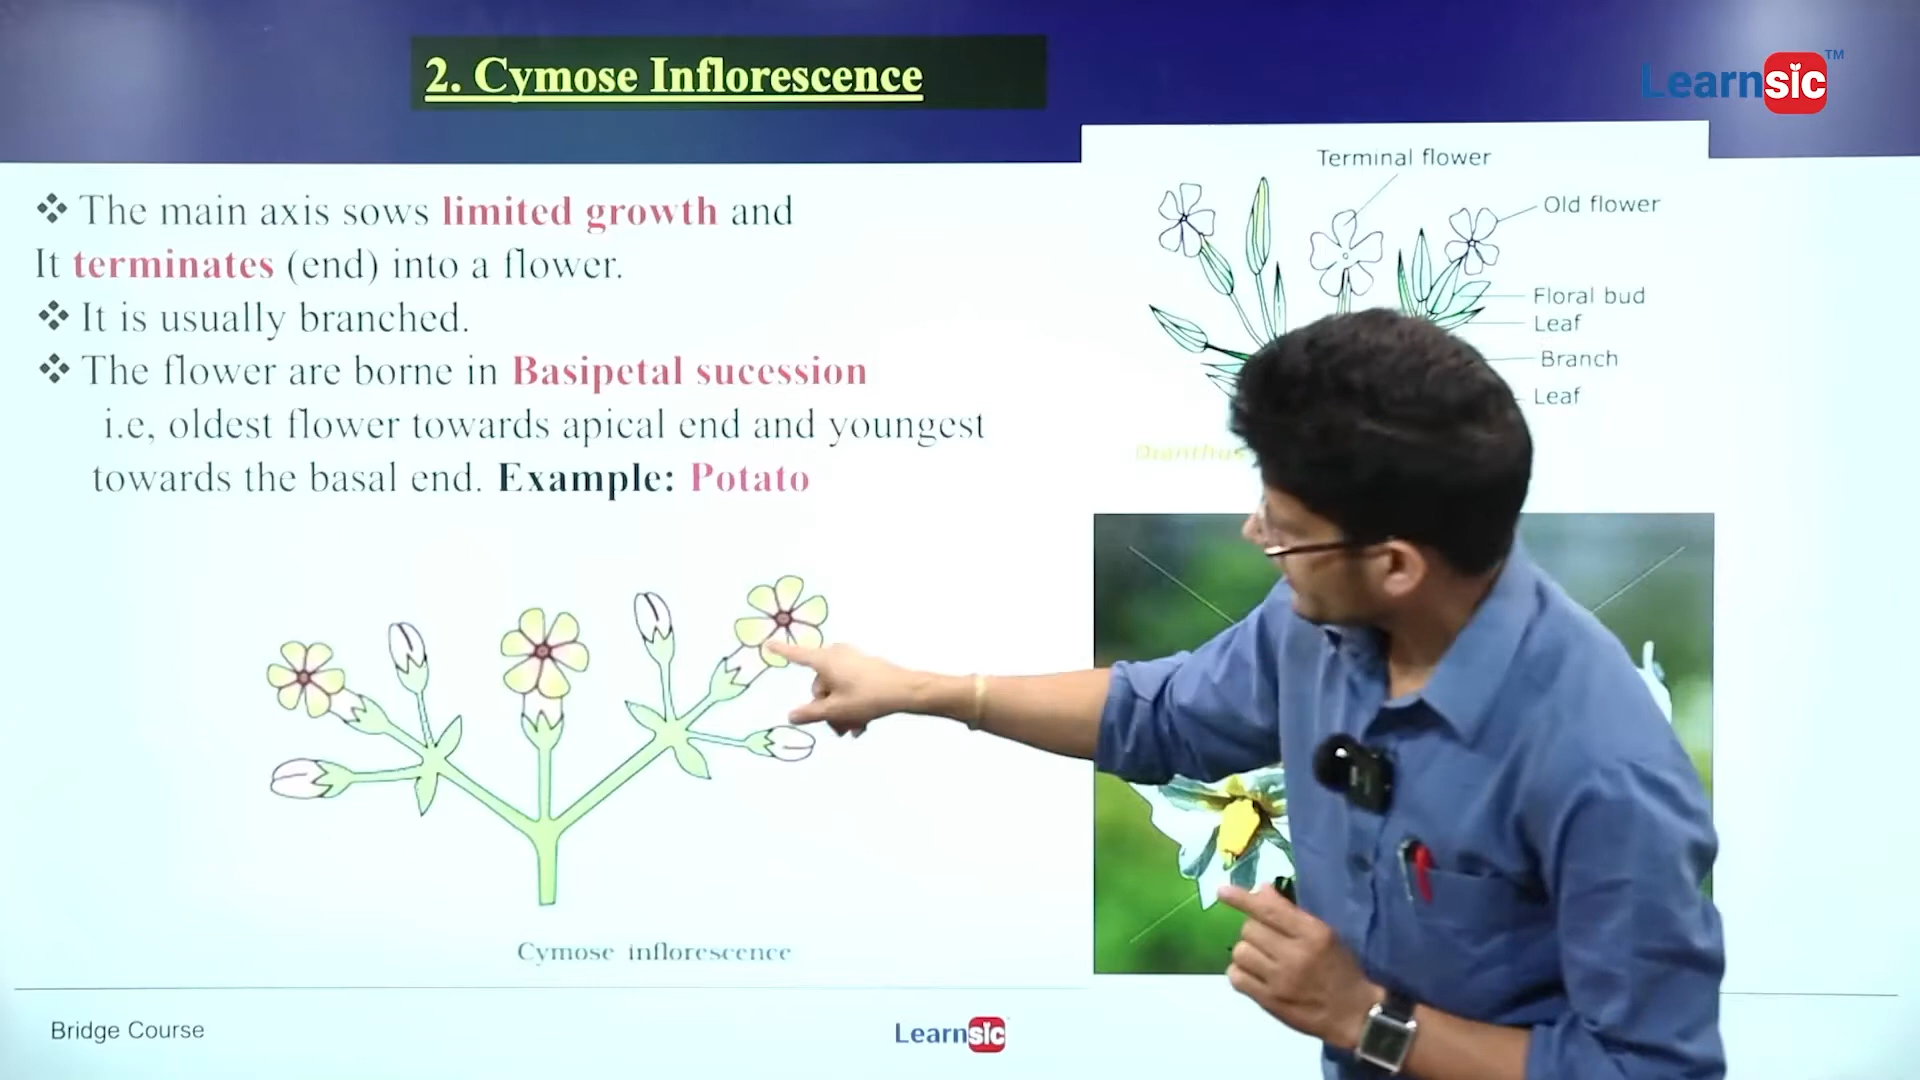 2. Cymose Inflorescence
Learnsic™
❖ The main axis sows limited growth and
It terminates (end) into a flower.
❖ It is usually branched.
❖ The flower are borne in Basipetal sucession
i.e, oldest flower towards apical end and youngest
towards the basal end. Example: Potato
Terminal flower
Old flower
Floral bud
Leaf
Branch
Leaf
Dianthus
Cymose inflorescence
Bridge Course
Learnsic